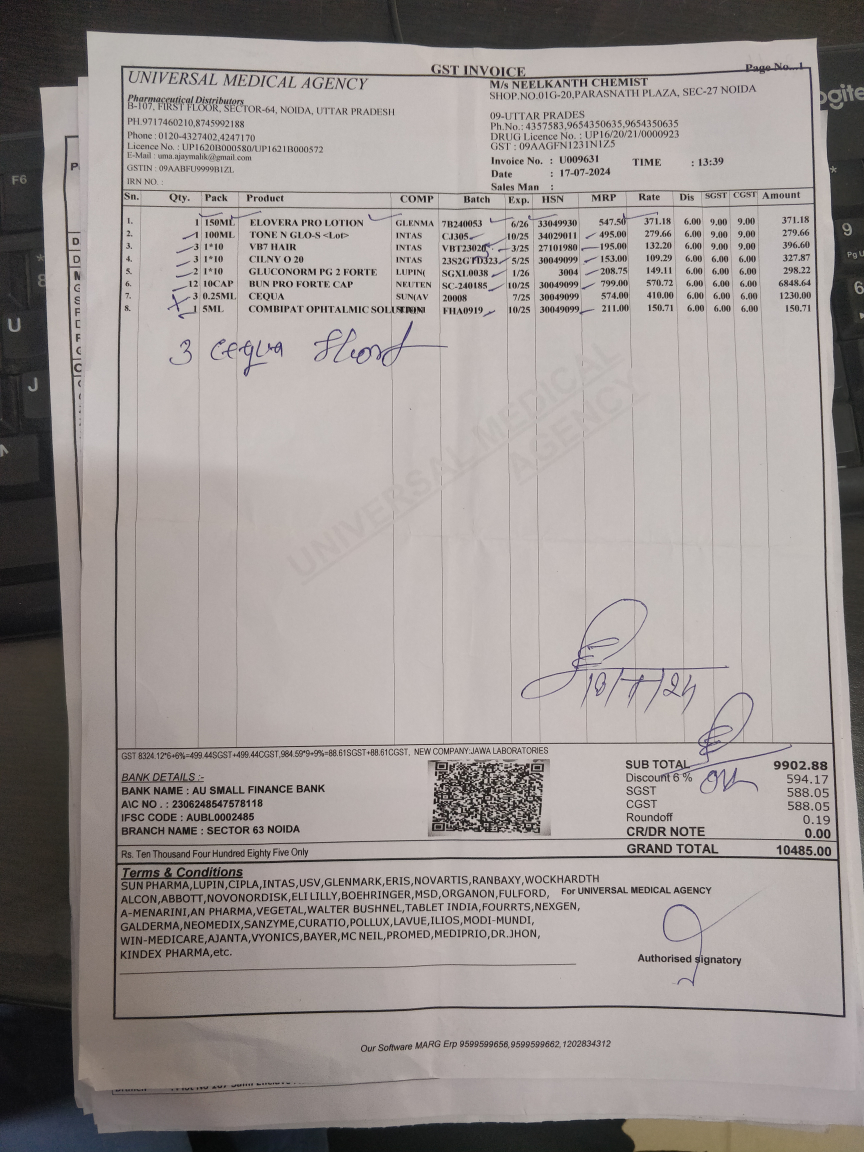 GST INVOICE
Page No...1
UNIVERSAL MEDICAL AGENCY
Pharmaceutical Distributors
B-107, FIRST FLOOR, SECTOR-64, NOIDA, UTTAR PRADESH
PH.9717460210,8745992188
Phone : 0120-4327402,4247170
Licence No. : UP1620B000580/UP1621B000572
E-Mail : uma.ajaymalik@gmail.com
GSTIN : 09AABFU9999B1ZL
IRN NO :
M/s NEELKANTH CHEMIST
SHOP.NO.01G-20,PARASNATH PLAZA, SEC-27 NOIDA
09-UTTAR PRADES
Ph.No.: 4357583,9654350635,9654350635
DRUG Licence No. : UP16/20/21/0000923
GST : 09AAGFN1231N1Z5
Invoice No. : U009631 TIME : 13:39
Date : 17-07-2024
Sales Man :
Sn. Qty. Pack Product COMP Batch Exp. HSN MRP Rate Dis SGST CGST Amount
1. 1 150ML ELOVERA PRO LOTION GLENMA 7B240053 6/26 33049930 547.50 371.18 6.00 9.00 9.00 371.18
2. 1 100ML TONE N GLO-S <Lot> INTAS CJ305 10/25 34029011 495.00 279.66 6.00 9.00 9.00 279.66
3. 3 1*10 VB7 HAIR INTAS 3/25 27101980 195.00 132.20 6.00 9.00 9.00 396.60
4. 3 1*10 CILNY O 20 INTAS 5/25 30049099 153.00 109.29 6.00 6.00 6.00 327.87
5. 2 1*10 GLUCONORM PG 2 FORTE LUPIN( SGXL0038 1/26 3004 208.75 149.11 6.00 6.00 6.00 298.22
6. 12 10CAP BUN PRO FORTE CAP NEUTEN SC-240185 10/25 30049099 799.00 570.72 6.00 6.00 6.00 6848.64
7. 3 0.25ML CEQUA SUN(AV 20008 7/25 30049099 574.00 410.00 6.00 6.00 6.00 1230.00
8. 1 5ML COMBIPAT OPHTALMIC FHA0919 10/25 30049099 211.00 150.71 6.00 6.00 6.00 150.71
3 cequa Short
UNIVERSAL MEDICAL
AGENCY
GST 8324.12*6+6%=499.44SGST+499.44CGST,984.59*9+9%=88.61SGST+88.61CGST, NEW COMPANY:JAWA LABORATORIES
BANK DETAILS :-
BANK NAME : AU SMALL FINANCE BANK
A\C NO . : 2306248547578118
IFSC CODE : AUBL0002485
BRANCH NAME : SECTOR 63 NOIDA
SUB TOTAL 9902.88
Discount 6 % 594.17
SGST 588.05
CGST 588.05
Roundoff 0.19
CR/DR NOTE 0.00
Rs. Ten Thousand Four Hundred Eighty Five Only
GRAND TOTAL 10485.00
Terms & Conditions
SUN PHARMA,LUPIN,CIPLA,INTAS,USV,GLENMARK,ERIS,NOVARTIS,RANBAXY,WOCKHARDTH
ALCON,ABBOTT,NOVONORDISK,ELI LILLY,BOEHRINGER,MSD,ORGANON,FULFORD,
A-MENARINI,AN PHARMA,VEGETAL,WALTER BUSHNEL,TABLET INDIA,FOURRTS,NEXGEN,
GALDERMA,NEOMEDIX,SANZYME,CURATIO,POLLUX,LAVUE,ILIOS,MODI-MUNDI,
WIN-MEDICARE,AJANTA,VYONICS,BAYER,MC NEIL,PROMED,MEDIPRIO,DR.JHON,
KINDEX PHARMA,etc.
For UNIVERSAL MEDICAL AGENCY
Authorised signatory
Our Software MARG Erp 9599599656,9599599662,1202834312
F6
U
J
9